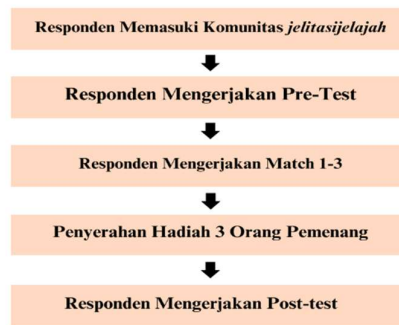 Responden Memasuki Komunitas jelitasijelajah
Responden Mengerjakan Pre-Test
Responden Mengerjakan Match 1-3
Penyerahan Hadiah 3 Orang Pemenang
Responden Mengerjakan Post-test